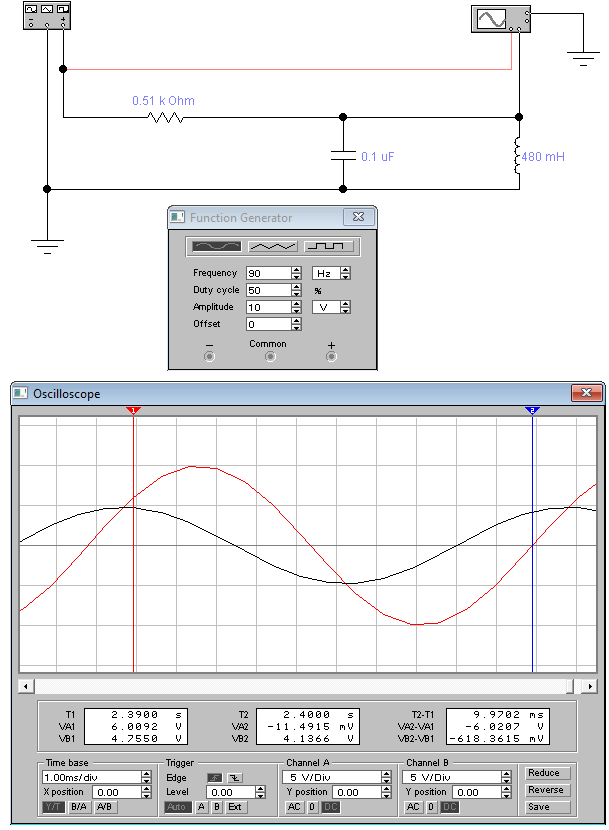 0.51 k Ohm
0.1 uF
480 mH
Function Generator
Frequency 90 Hz
Duty cycle 50 %
Amplitude 10 V
Offset 0
− Common +
Oscilloscope
1 2
T1 2.3900 s T2 2.4000 s T2-T1 9.9702 ms
VA1 6.0092 V VA2 -11.4915 mV VA2-VA1 -6.0207 V
VB1 4.7550 V VB2 4.1366 V VB2-VB1 -618.3615 mV
Time base Trigger Channel A Channel B Reduce
1.00ms/div Edge 5 V/Div 5 V/Div
X position 0.00 Level 0.00 Y position 0.00 Y position 0.00 Reverse
Y/T B/A A/B Auto A B Ext AC 0 DC AC 0 DC Save